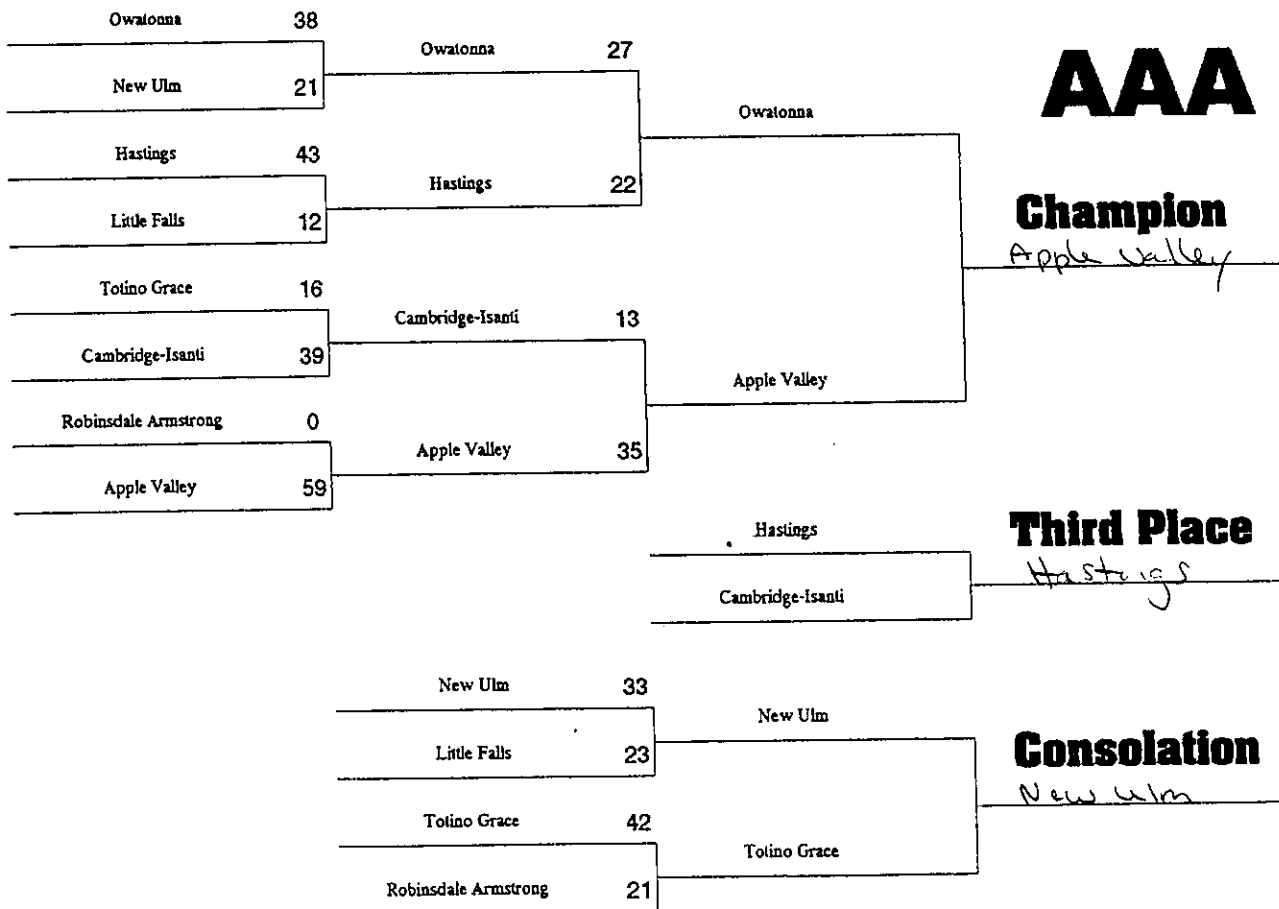 Owatonna 38
Owatonna 27
New Ulm 21
AAA
Owatonna
Hastings 43
Hastings 22
Little Falls 12
Champion
Apple Valley
Totino Grace 16
Cambridge-Isanti 13
Cambridge-Isanti 39
Apple Valley
Robinsdale Armstrong 0
Apple Valley 35
Apple Valley 59
Hastings
Third Place
Hastings
Cambridge-Isanti
New Ulm 33
New Ulm
Little Falls 23
Consolation
New Ulm
Totino Grace 42
Totino Grace
Robinsdale Armstrong 21